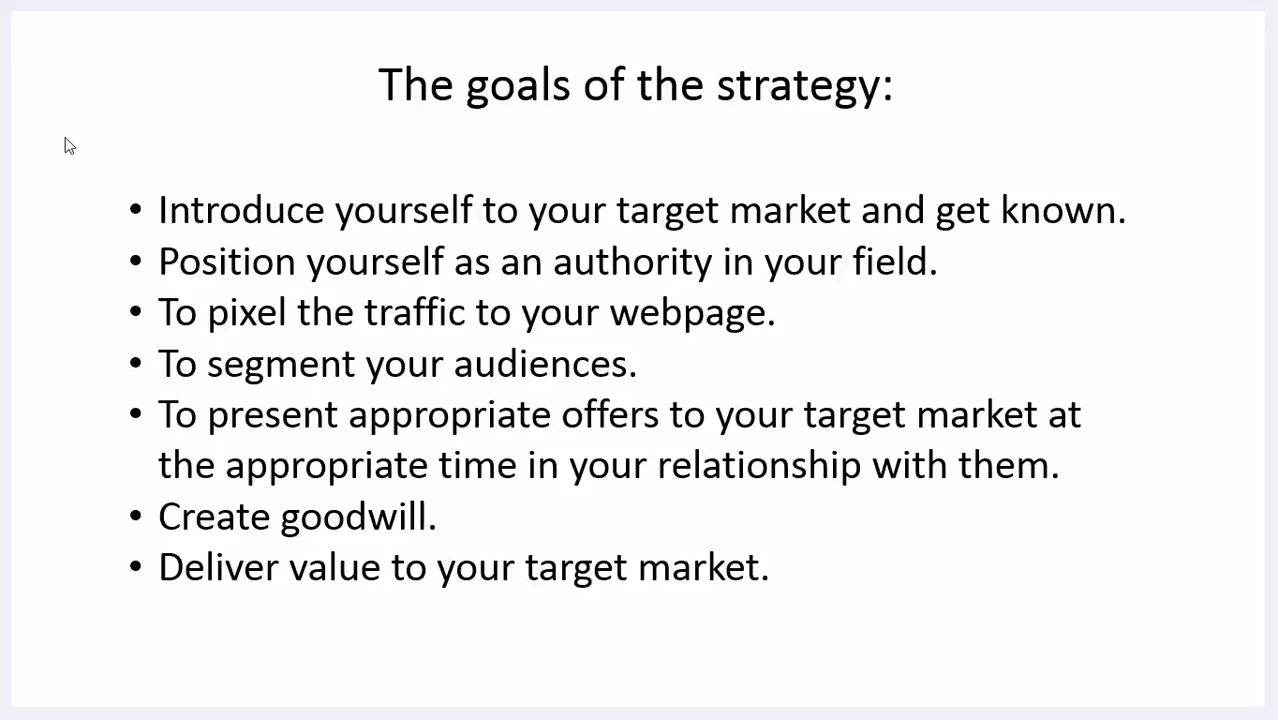 The goals of the strategy:
• Introduce yourself to your target market and get known.
• Position yourself as an authority in your field.
• To pixel the traffic to your webpage.
• To segment your audiences.
• To present appropriate offers to your target market at
the appropriate time in your relationship with them.
• Create goodwill.
• Deliver value to your target market.